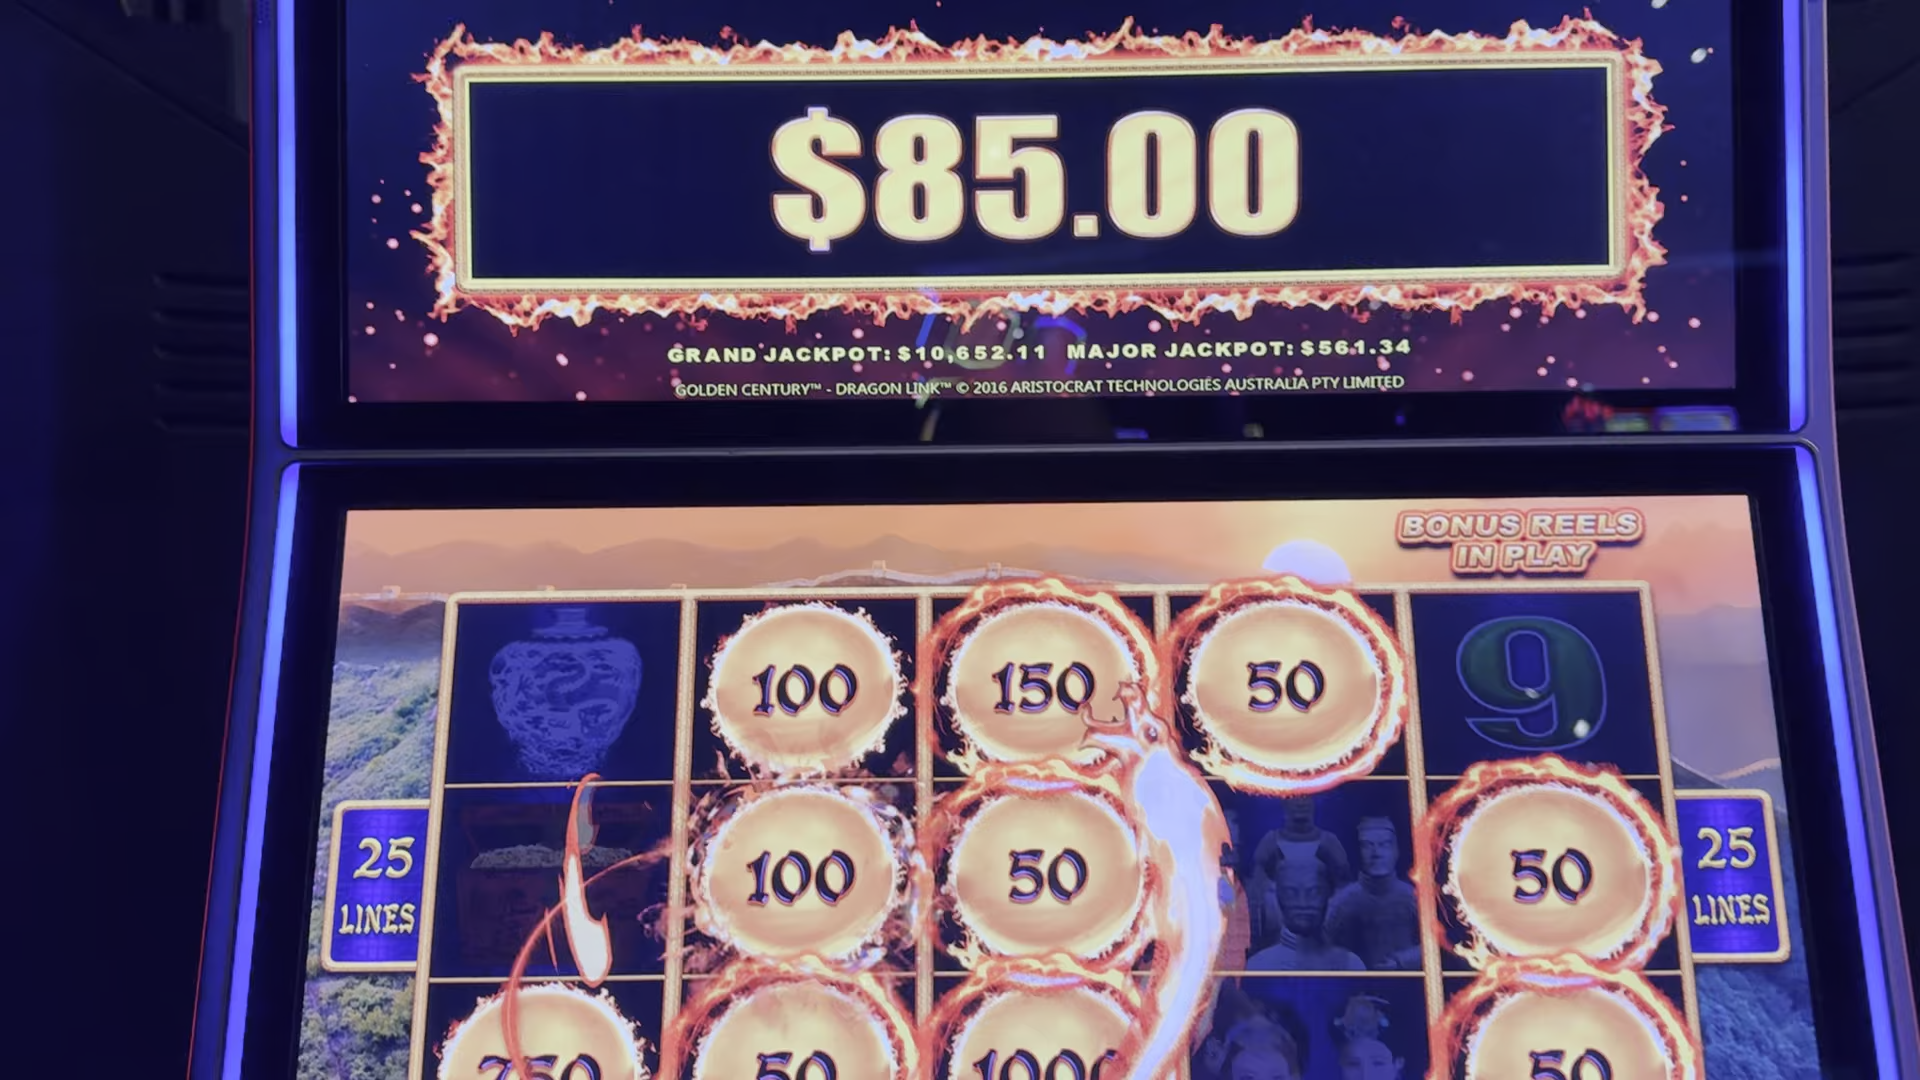 $85.00
GRAND JACKPOT: $10,652.11 MAJOR JACKPOT: $561.34
GOLDEN CENTURY™ - DRAGON LINK™ © 2016 ARISTOCRAT TECHNOLOGIES AUSTRALIA PTY LIMITED
BONUS REELS
IN PLAY
100 150 50 9
25
LINES
100 50 50
25
LINES
50 1000 50